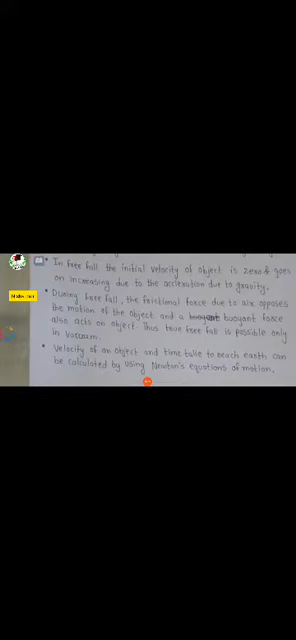 • In free fall, the initial velocity of object is zero & goes
on increasing due to the accleration due to gravity.
• During free fall, the frictional force due to air opposes
the motion of the object and a buoyant force
also acts on object. Thus true free fall is possible only
in vacuum.
• Velocity of an object and time take to reach earth can
be calculated by using Newton's equations of motion.